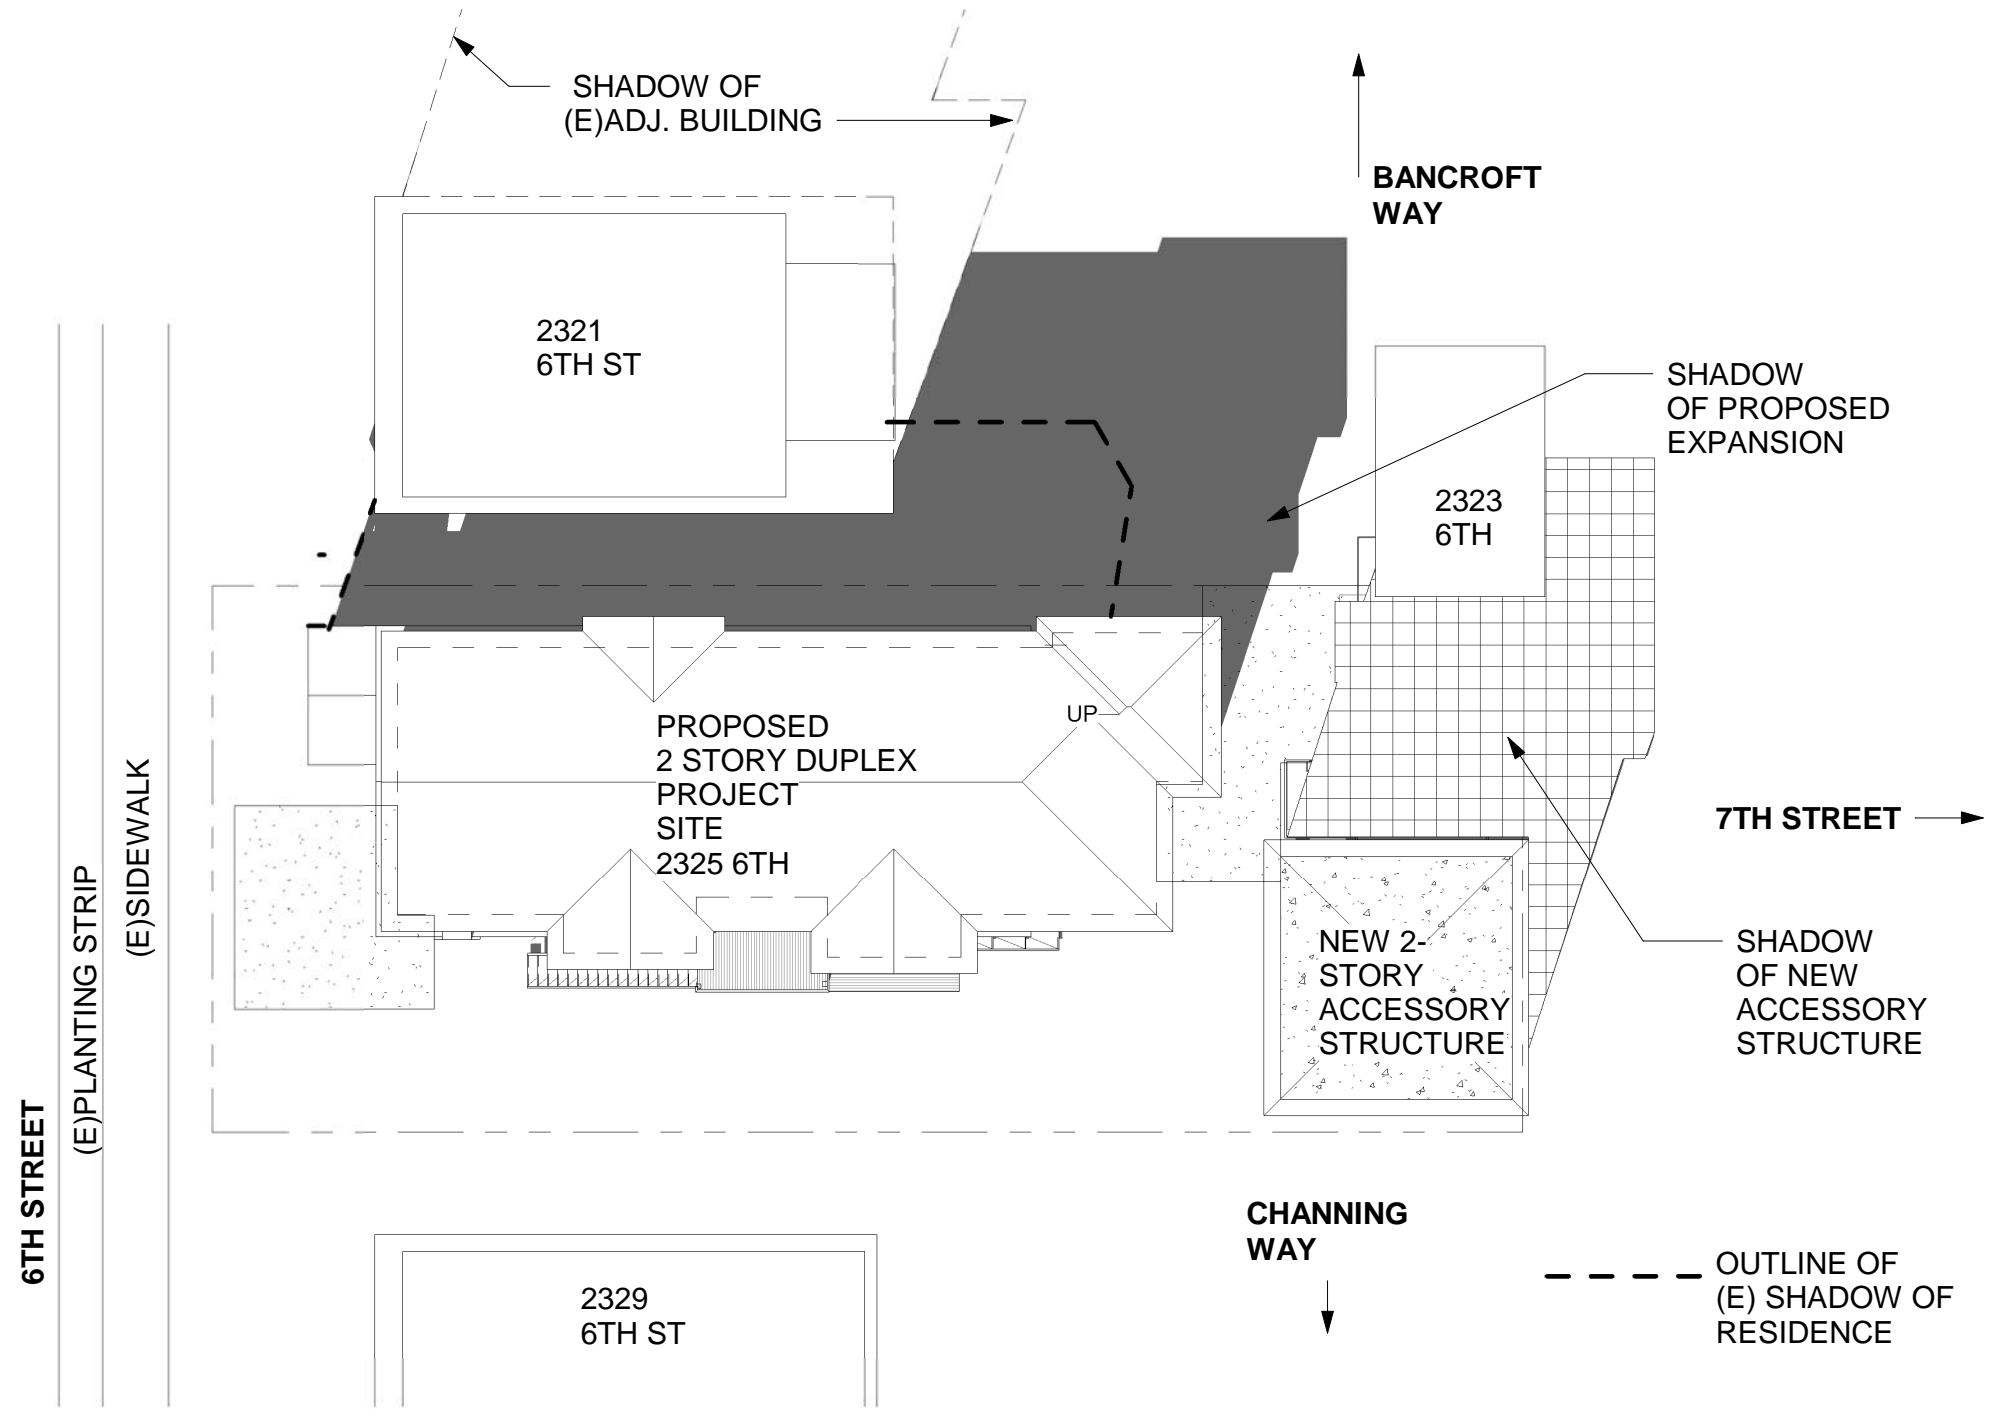 SHADOW OF
(E)ADJ. BUILDING
BANCROFT
WAY
2321
6TH ST
SHADOW
OF PROPOSED
EXPANSION
2323
6TH
UP
PROPOSED
2 STORY DUPLEX
PROJECT
SITE
2325 6TH
7TH STREET
NEW 2-
STORY
ACCESSORY
STRUCTURE
SHADOW
OF NEW
ACCESSORY
STRUCTURE
6TH STREET
(E)PLANTING STRIP
(E)SIDEWALK
CHANNING
WAY
2329
6TH ST
OUTLINE OF
(E) SHADOW OF
RESIDENCE